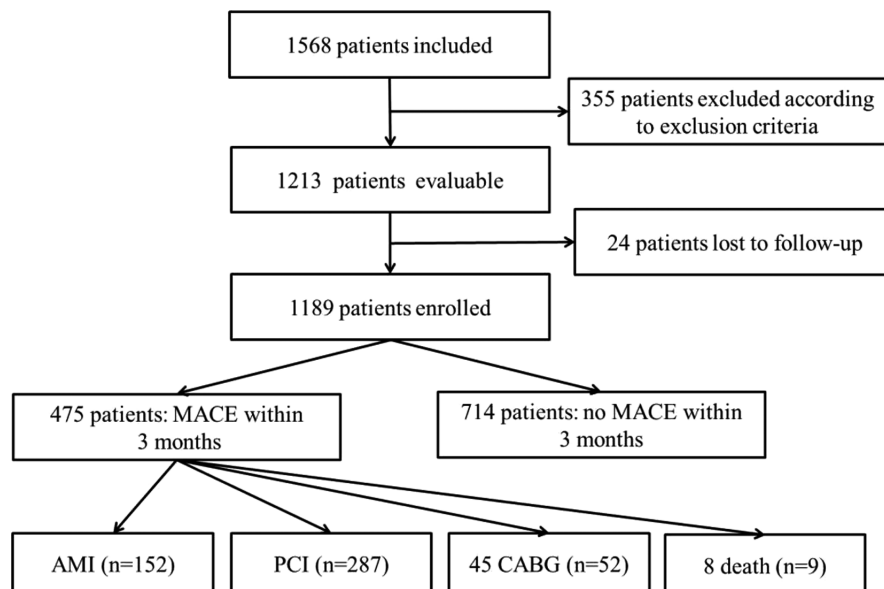 1568 patients included
355 patients excluded according
to exclusion criteria
1213 patients evaluable
24 patients lost to follow-up
1189 patients enrolled
475 patients: MACE within
3 months
714 patients: no MACE within
3 months
AMI (n=152)
PCI (n=287)
45 CABG (n=52)
8 death (n=9)